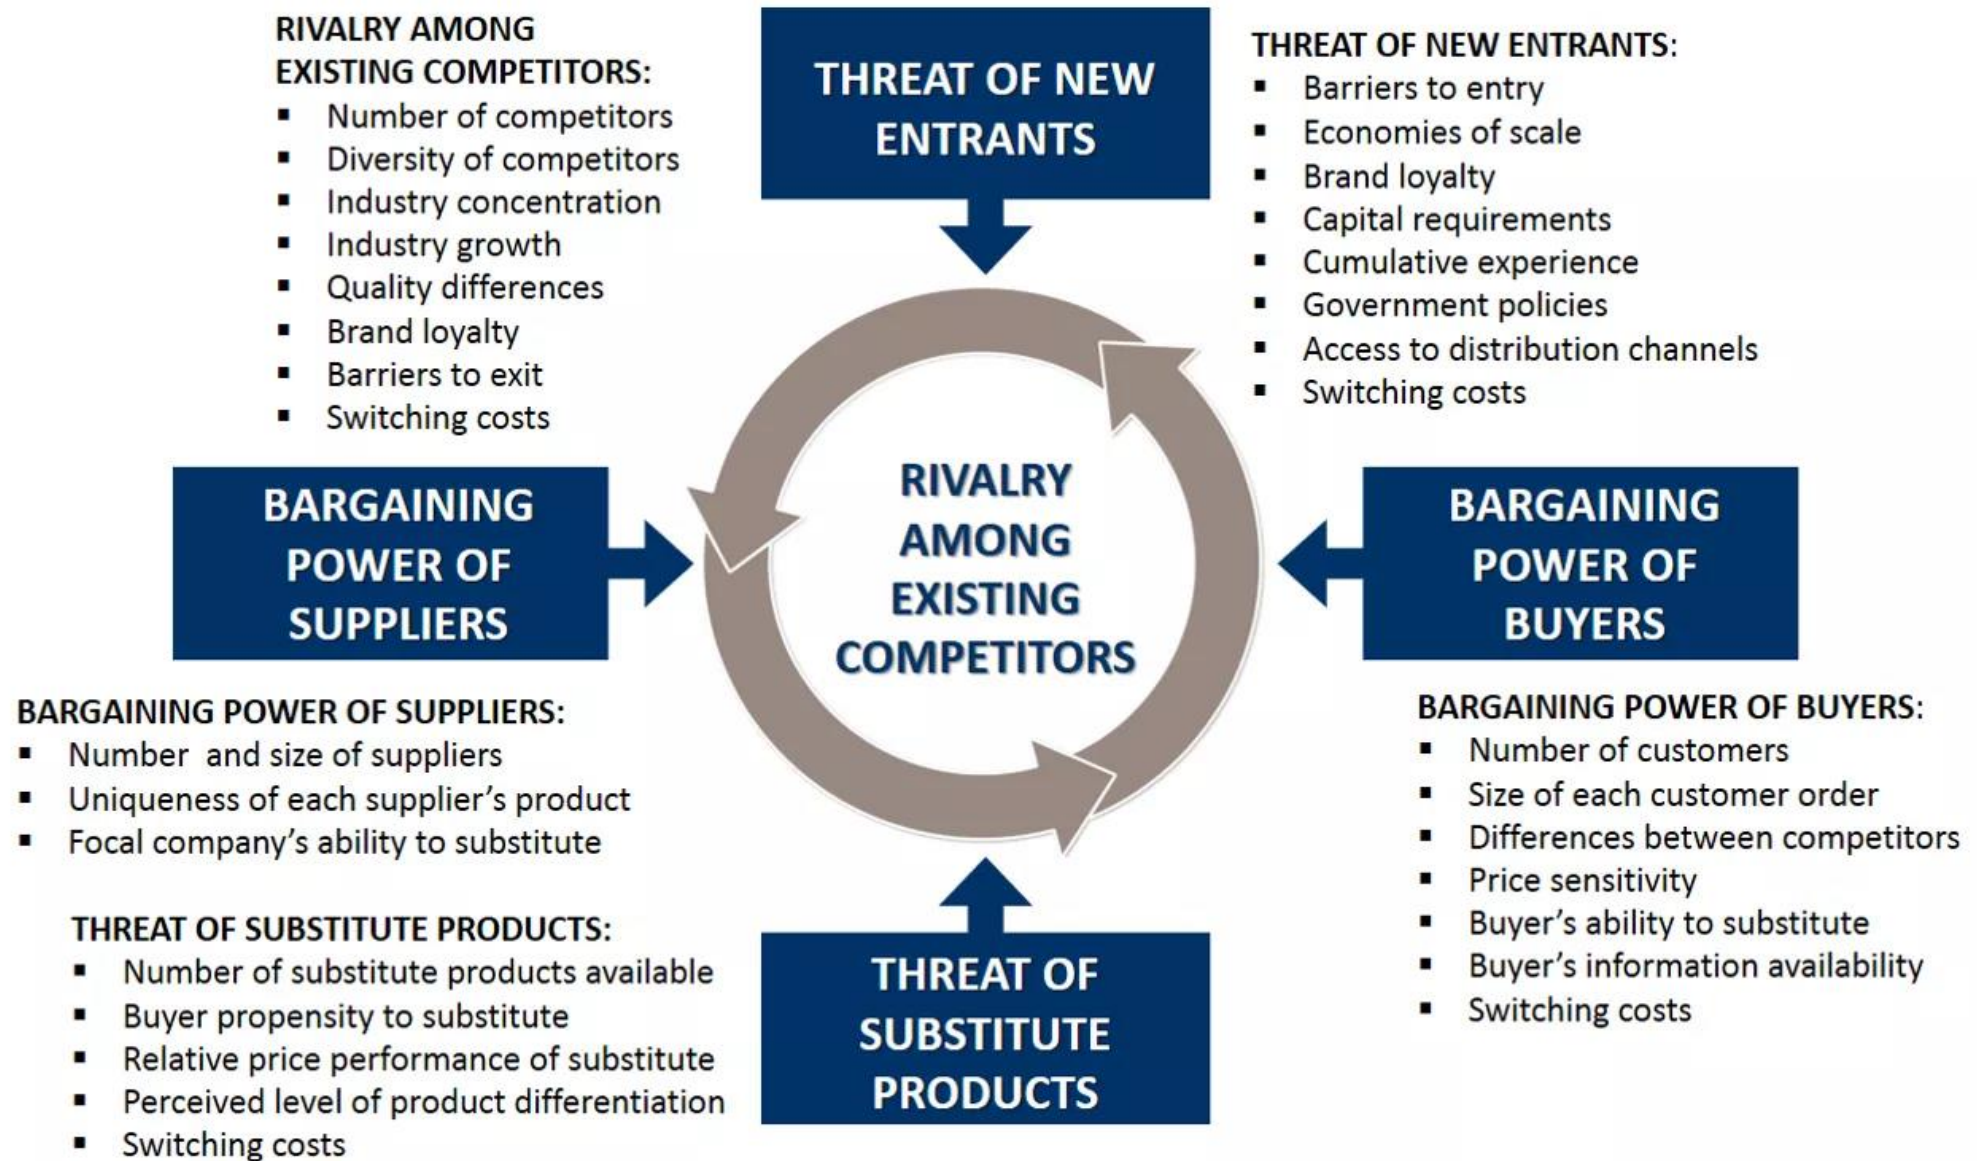 RIVALRY AMONG
EXISTING COMPETITORS:
▪ Number of competitors
▪ Diversity of competitors
▪ Industry concentration
▪ Industry growth
▪ Quality differences
▪ Brand loyalty
▪ Barriers to exit
▪ Switching costs
THREAT OF NEW
ENTRANTS
THREAT OF NEW ENTRANTS:
▪ Barriers to entry
▪ Economies of scale
▪ Brand loyalty
▪ Capital requirements
▪ Cumulative experience
▪ Government policies
▪ Access to distribution channels
▪ Switching costs
BARGAINING
POWER OF
SUPPLIERS
RIVALRY
AMONG
EXISTING
COMPETITORS
BARGAINING
POWER OF
BUYERS
BARGAINING POWER OF SUPPLIERS:
▪ Number and size of suppliers
▪ Uniqueness of each supplier’s product
▪ Focal company’s ability to substitute
BARGAINING POWER OF BUYERS:
▪ Number of customers
▪ Size of each customer order
▪ Differences between competitors
▪ Price sensitivity
▪ Buyer’s ability to substitute
▪ Buyer’s information availability
▪ Switching costs
THREAT OF SUBSTITUTE PRODUCTS:
▪ Number of substitute products available
▪ Buyer propensity to substitute
▪ Relative price performance of substitute
▪ Perceived level of product differentiation
▪ Switching costs
THREAT OF
SUBSTITUTE
PRODUCTS